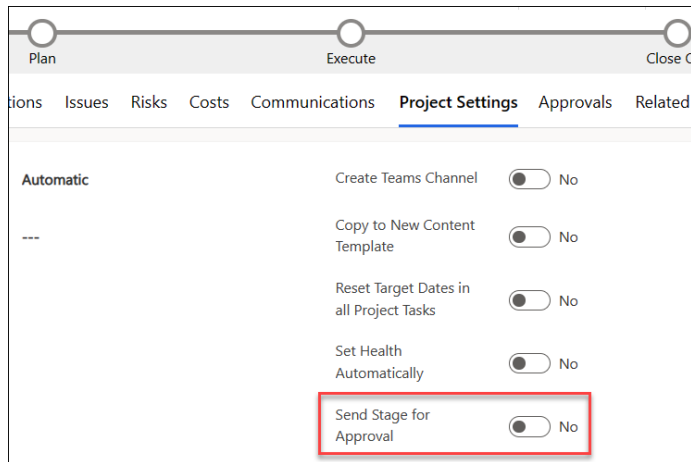 Plan
Execute
Close C
tions Issues Risks Costs Communications Project Settings Approvals Related
Automatic
Create Teams Channel No
---
Copy to New Content
Template
No
Reset Target Dates in
all Project Tasks
No
Set Health
Automatically
No
Send Stage for
Approval
No